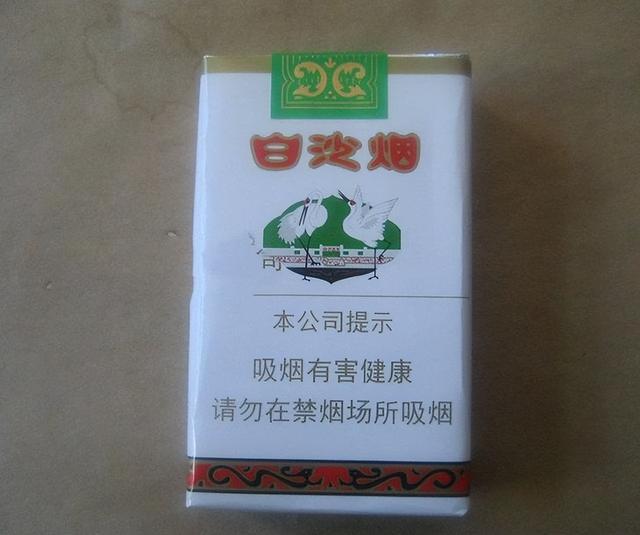 白沙烟
司
本公司提示
吸烟有害健康
请勿在禁烟场所吸烟